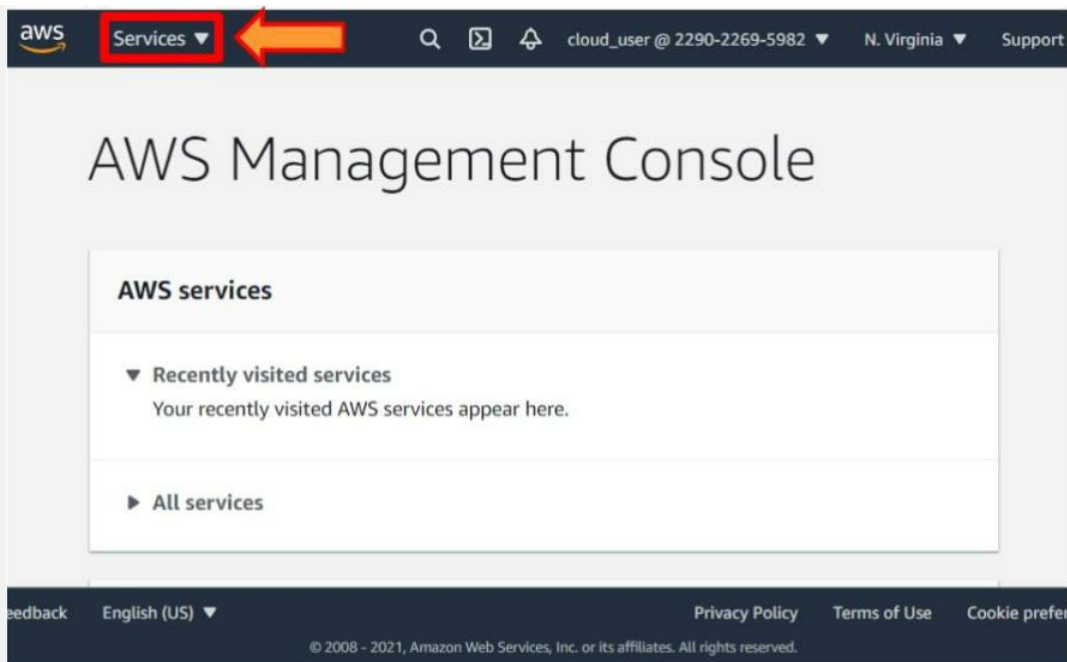 aws Services ▼ cloud_user @ 2290-2269-5982 ▼ N. Virginia ▼ Support
AWS Management Console
AWS services
▼ Recently visited services
Your recently visited AWS services appear here.
▶ All services
eedback English (US) ▼ Privacy Policy Terms of Use Cookie prefer
© 2008 - 2021, Amazon Web Services, Inc. or its affiliates. All rights reserved.